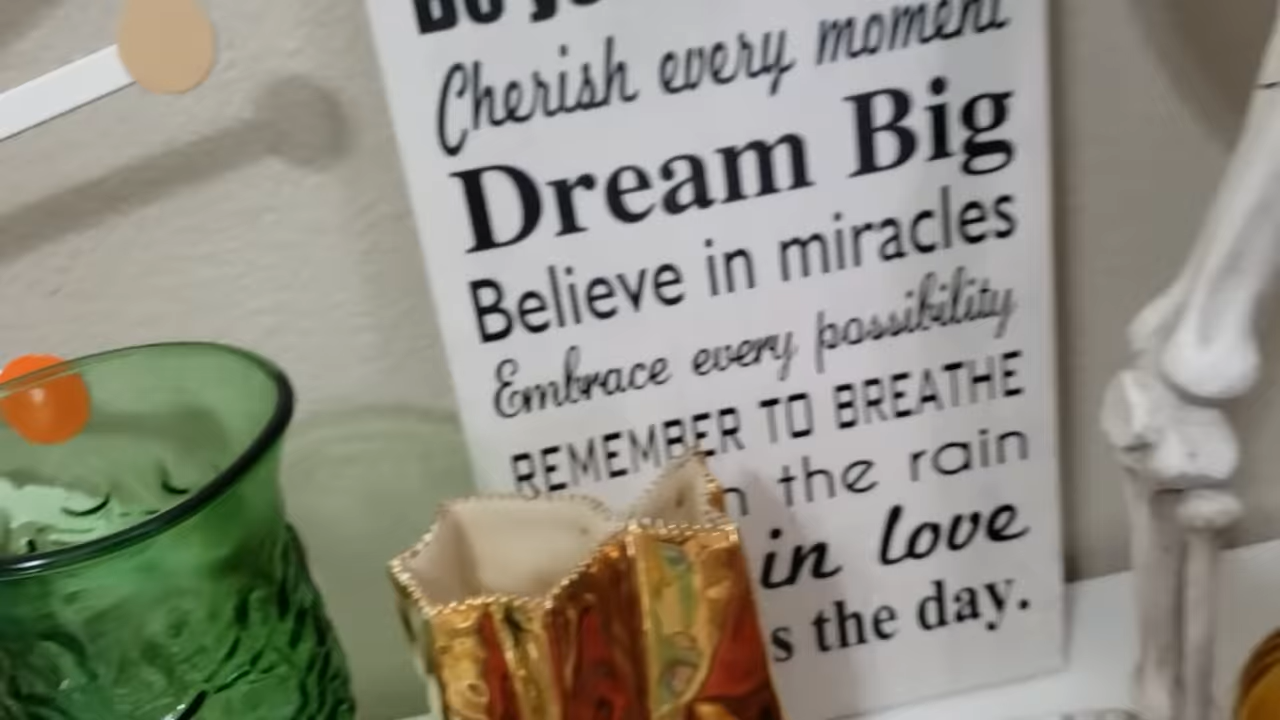 Cherish every moment
Dream Big
Believe in miracles
Embrace every possibility
REMEMBER TO BREATHE
the rain
in love
the day.